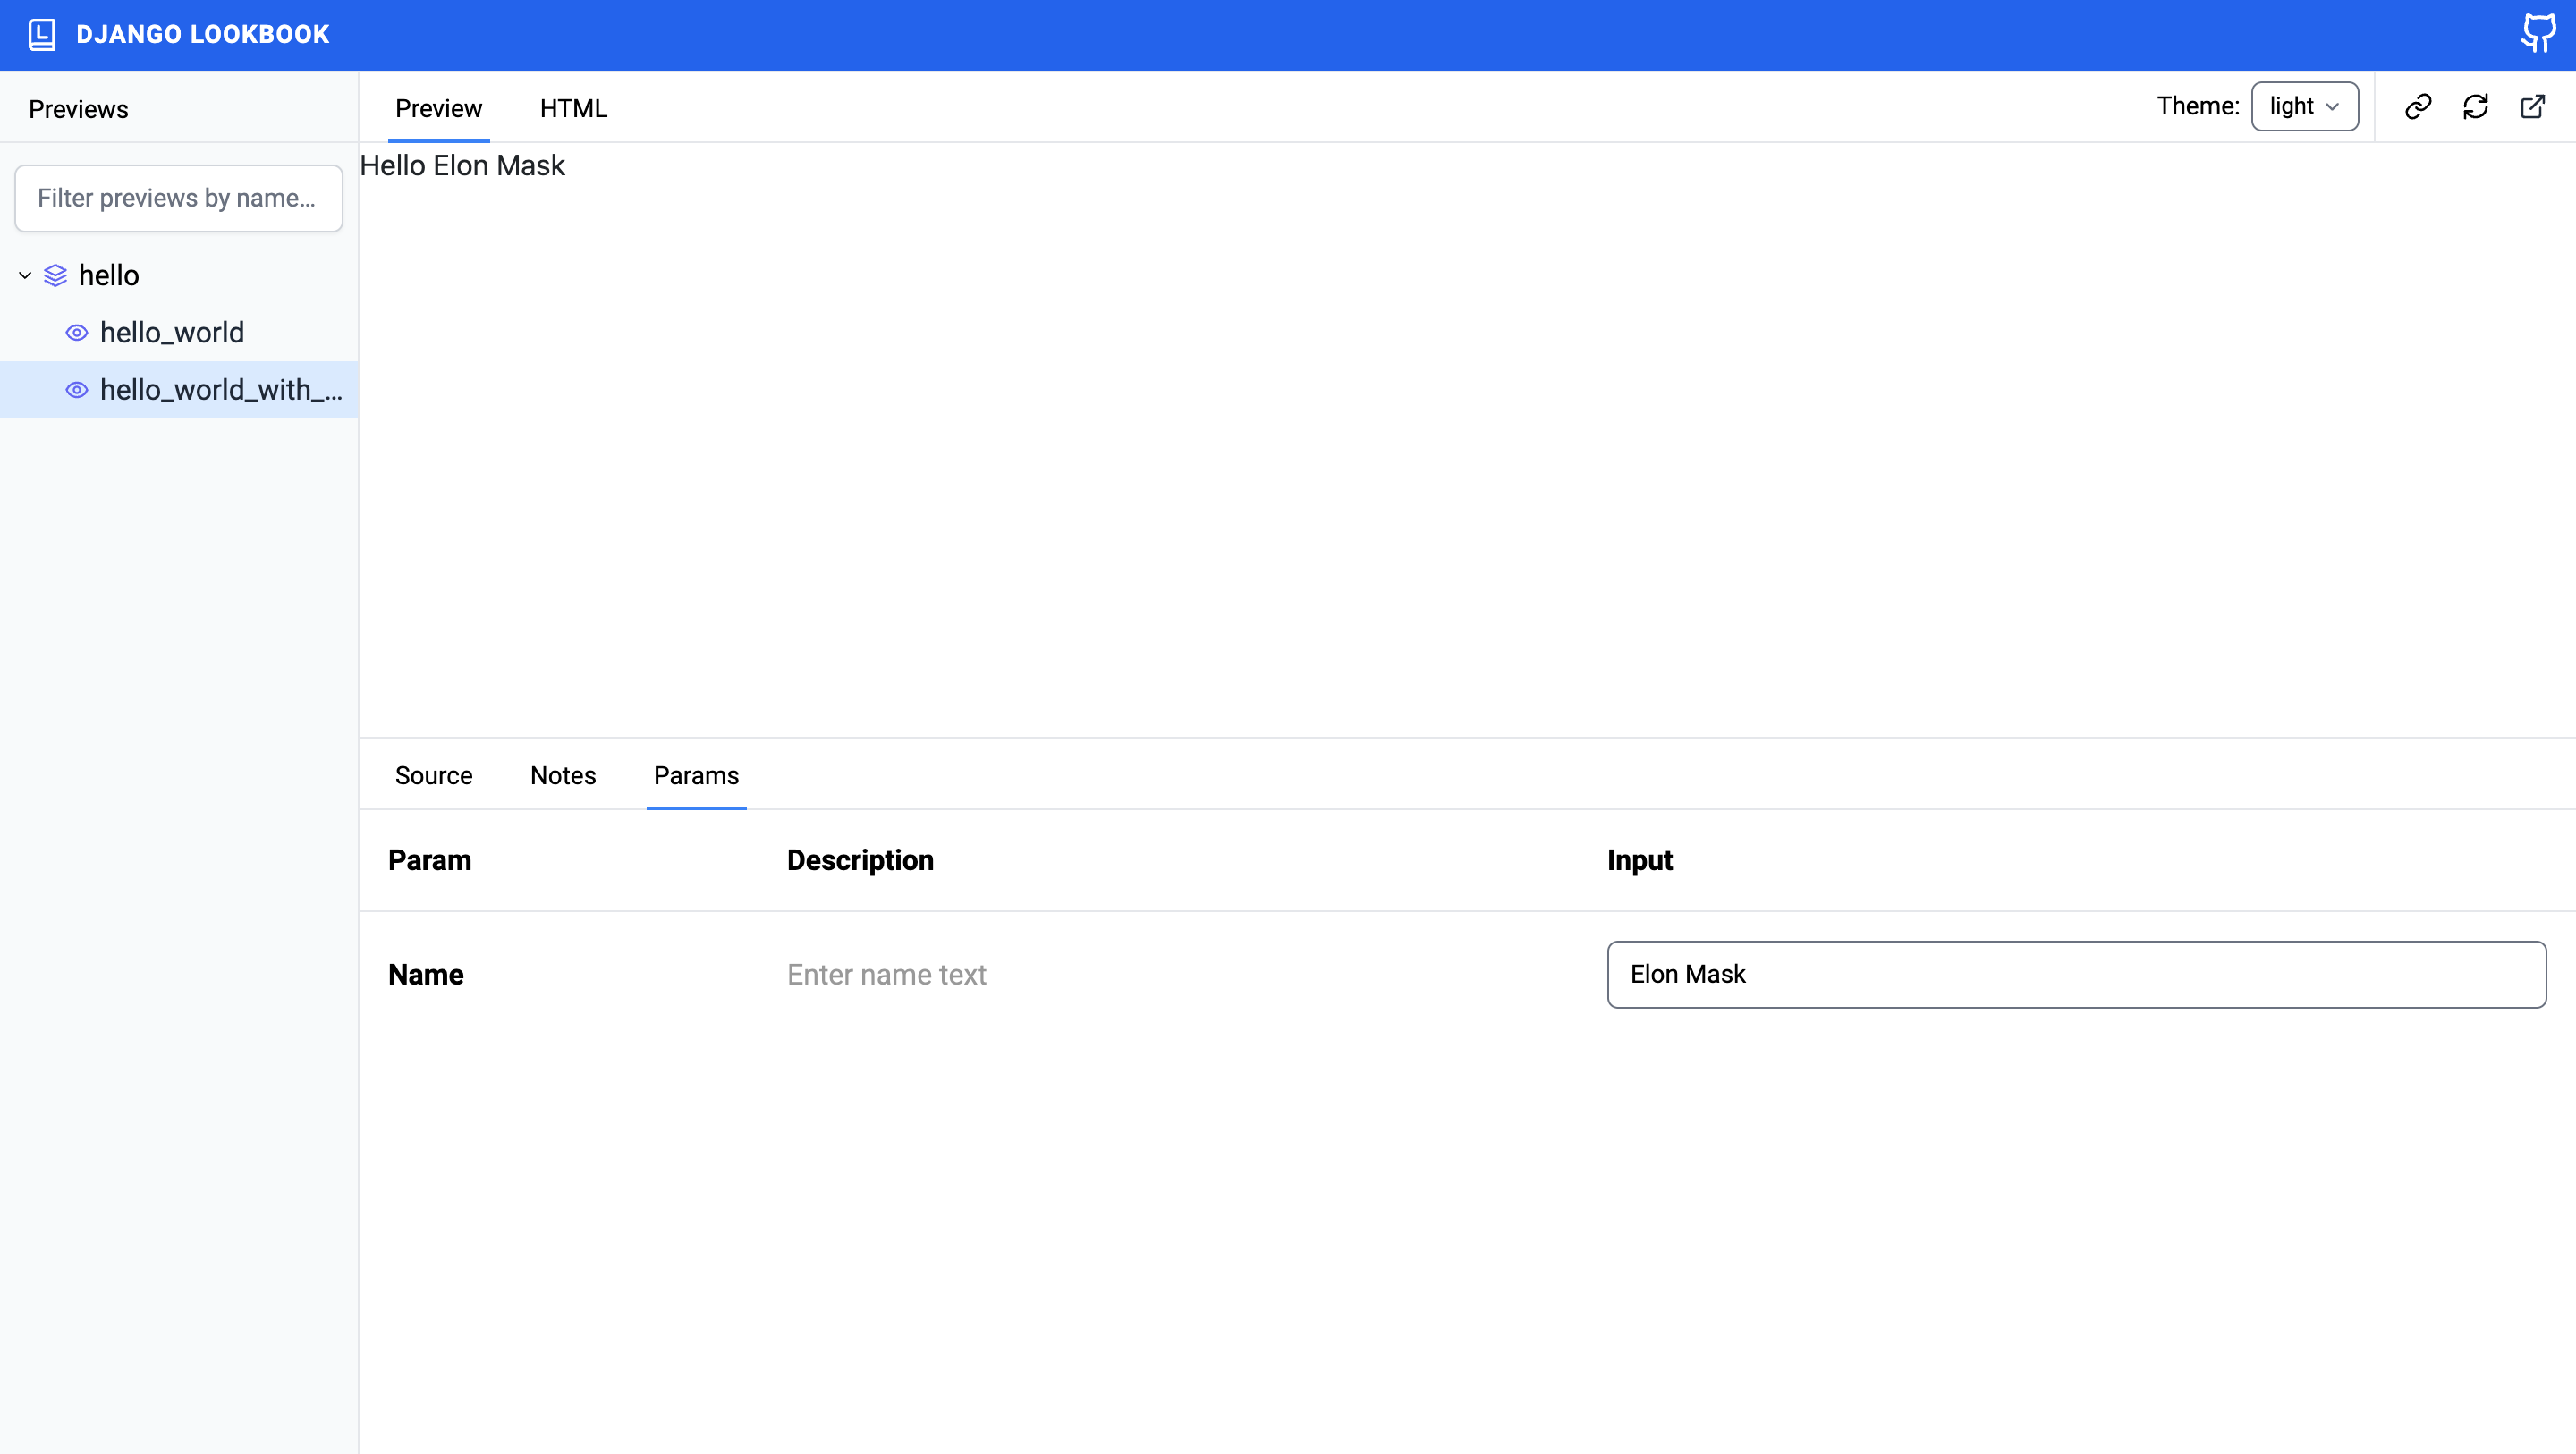 DJANGO LOOKBOOK
Previews
Preview HTML
Theme: light
Filter previews by name...
Hello Elon Mask
hello
hello_world
hello_world_with_...
Source Notes Params
Param Description Input
Name Enter name text Elon Mask